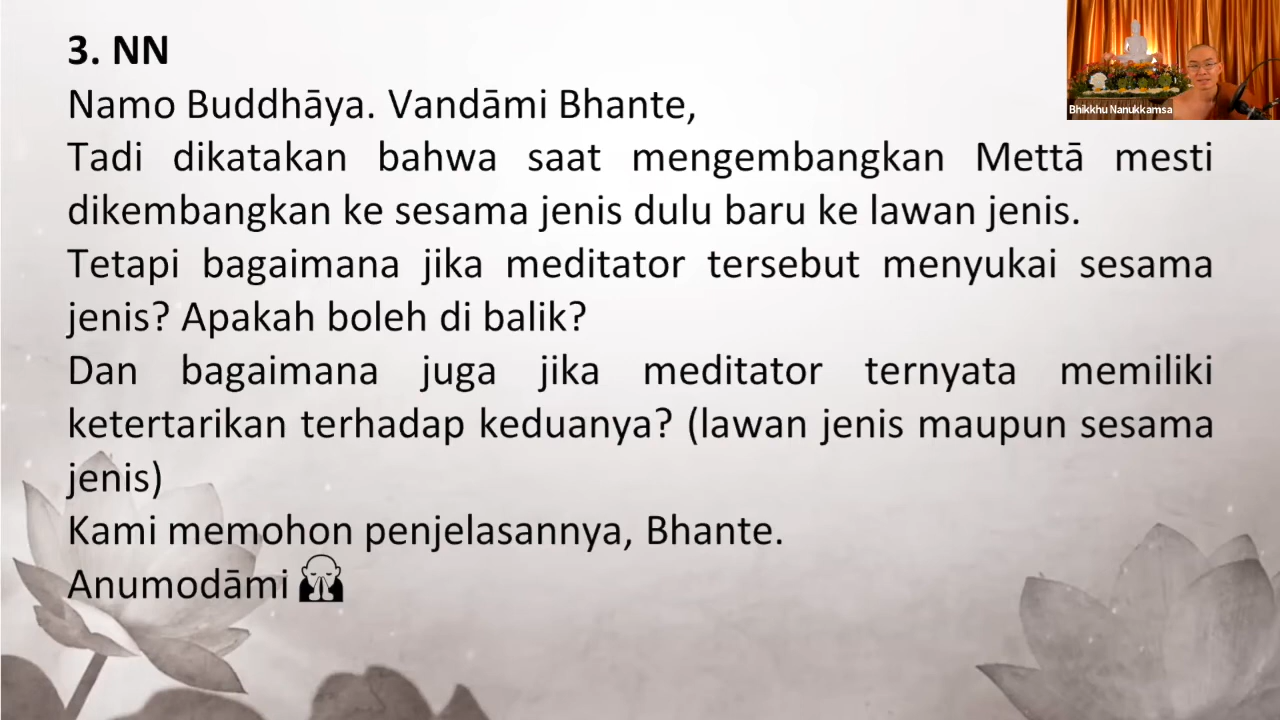 3. NN
Namo Buddhāya. Vandāmi Bhante,
Tadi dikatakan bahwa saat mengembangkan Mettā mesti
dikembangkan ke sesama jenis dulu baru ke lawan jenis.
Tetapi bagaimana jika meditator tersebut menyukai sesama
jenis? Apakah boleh di balik?
Dan bagaimana juga jika meditator ternyata memiliki
ketertarikan terhadap keduanya? (lawan jenis maupun sesama
jenis)
Kami memohon penjelasannya, Bhante.
Anumodāmi
Bhikkhu Nanukkamsa